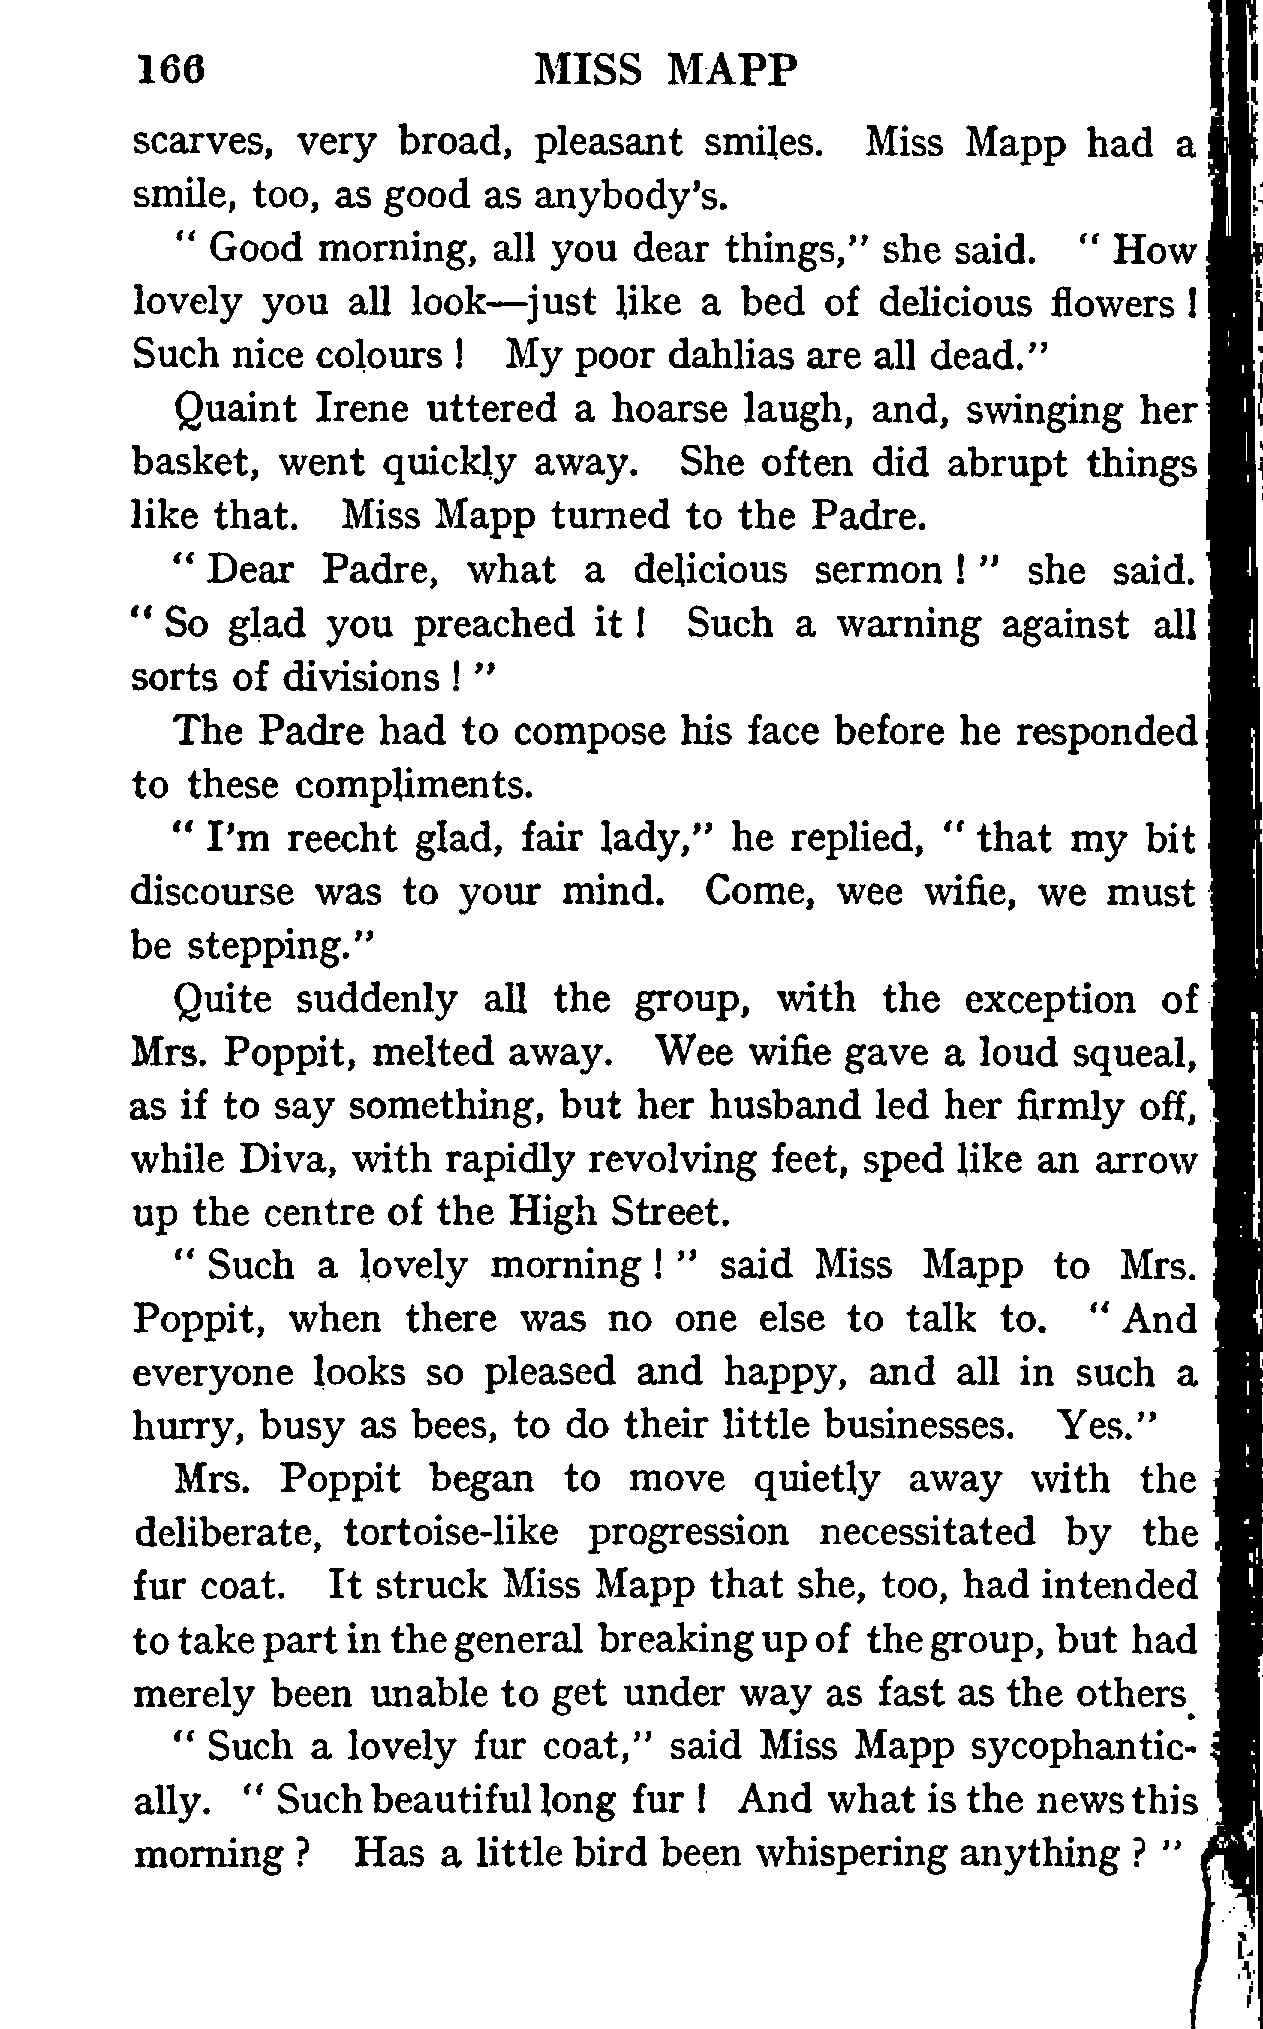 166 MISS MAPP
scarves, very broad, pleasant smiles. Miss Mapp had a
smile, too, as good as anybody's.
" Good morning, all you dear things," she said. " How
lovely you all look—just like a bed of delicious flowers !
Such nice colours ! My poor dahlias are all dead."
Quaint Irene uttered a hoarse laugh, and, swinging her
basket, went quickly away. She often did abrupt things
like that. Miss Mapp turned to the Padre.
" Dear Padre, what a delicious sermon ! " she said.
" So glad you preached it ! Such a warning against all
sorts of divisions ! "
The Padre had to compose his face before he responded
to these compliments.
" I'm reecht glad, fair lady," he replied, " that my bit
discourse was to your mind. Come, wee wifie, we must
be stepping."
Quite suddenly all the group, with the exception of
Mrs. Poppit, melted away. Wee wifie gave a loud squeal,
as if to say something, but her husband led her firmly off,
while Diva, with rapidly revolving feet, sped like an arrow
up the centre of the High Street.
" Such a lovely morning ! " said Miss Mapp to Mrs.
Poppit, when there was no one else to talk to. " And
everyone looks so pleased and happy, and all in such a
hurry, busy as bees, to do their little businesses. Yes."
Mrs. Poppit began to move quietly away with the
deliberate, tortoise-like progression necessitated by the
fur coat. It struck Miss Mapp that she, too, had intended
to take part in the general breaking up of the group, but had
merely been unable to get under way as fast as the others.
" Such a lovely fur coat," said Miss Mapp sycophantic-
ally. " Such beautiful long fur ! And what is the news this
morning ? Has a little bird been whispering anything ? "